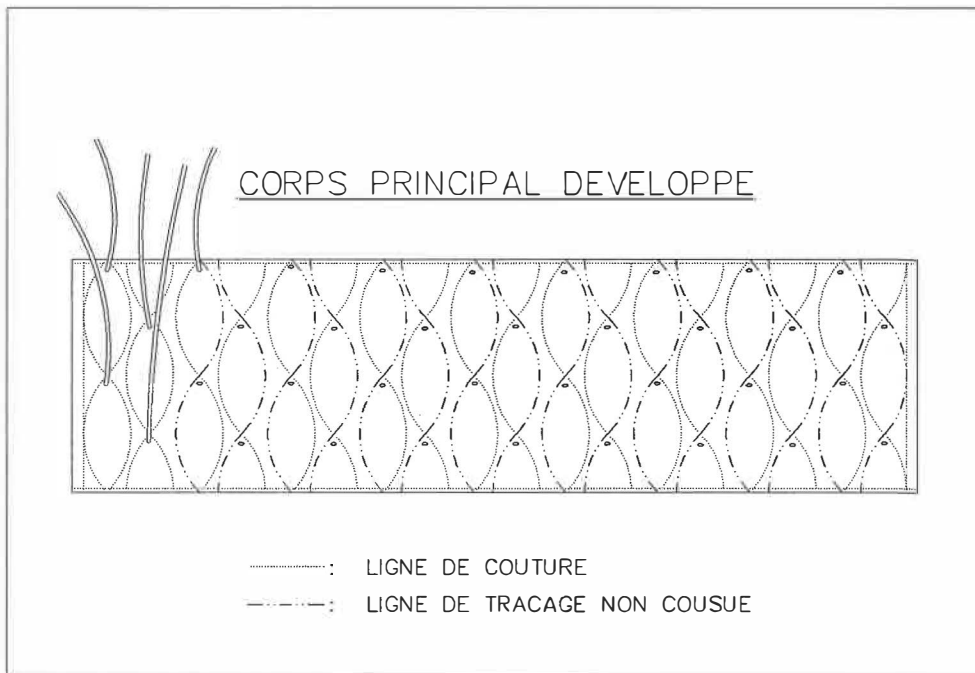 CORPS PRINCIPAL DEVELOPPE
: LIGNE DE COUTURE
: LIGNE DE TRACAGE NON COUSUE